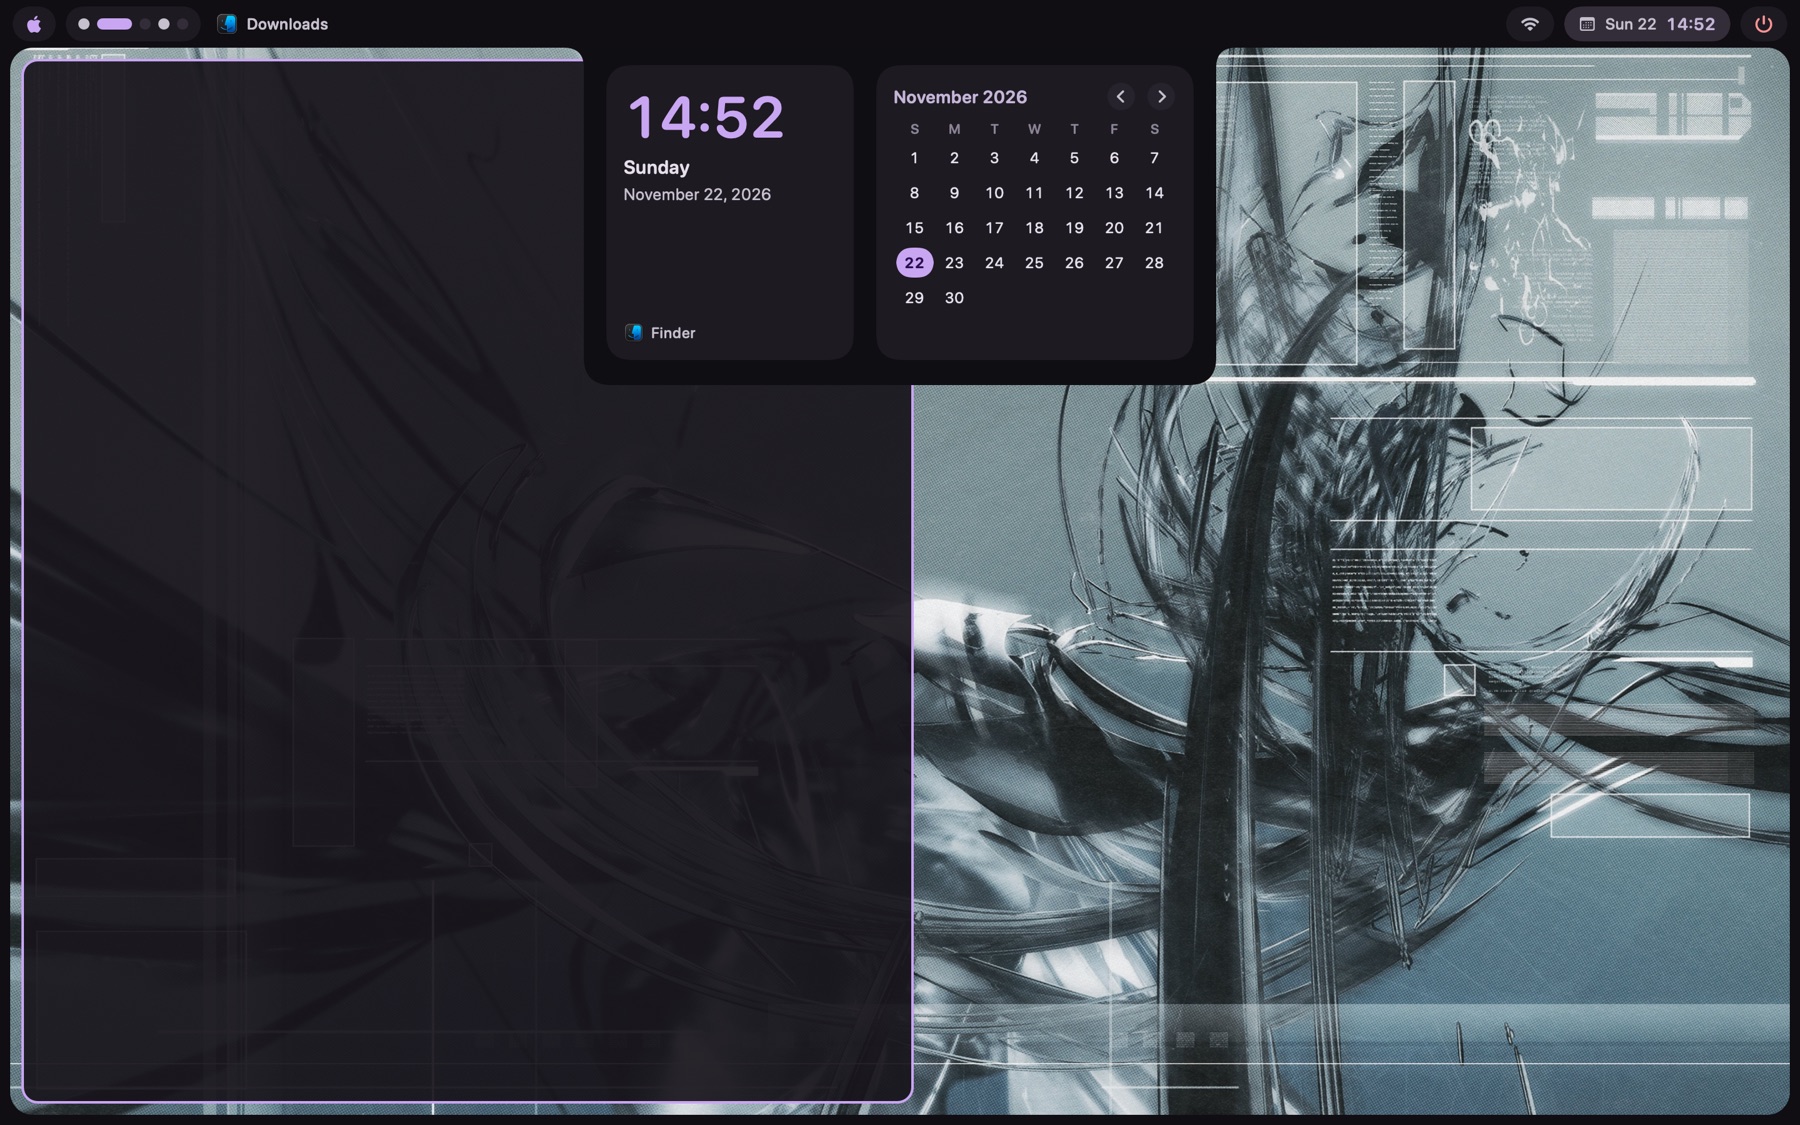 Downloads
Sun 22 14:52
14:52
Sunday
November 22, 2026
Finder
November 2026
S M T W T F S
1 2 3 4 5 6 7
8 9 10 11 12 13 14
15 16 17 18 19 20 21
22 23 24 25 26 27 28
29 30